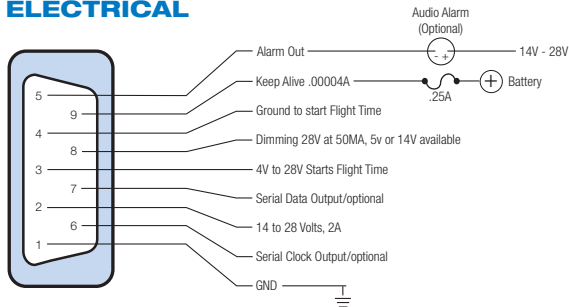 ELECTRICAL
Audio Alarm
(Optional)
Alarm Out
- +
14V - 28V
5
Keep Alive .00004A
.25A
+
Battery
9
Ground to start Flight Time
4
Dimming 28V at 50MA, 5v or 14V available
8
4V to 28V Starts Flight Time
3
Serial Data Output/optional
7
14 to 28 Volts, 2A
2
Serial Clock Output/optional
6
GND
1